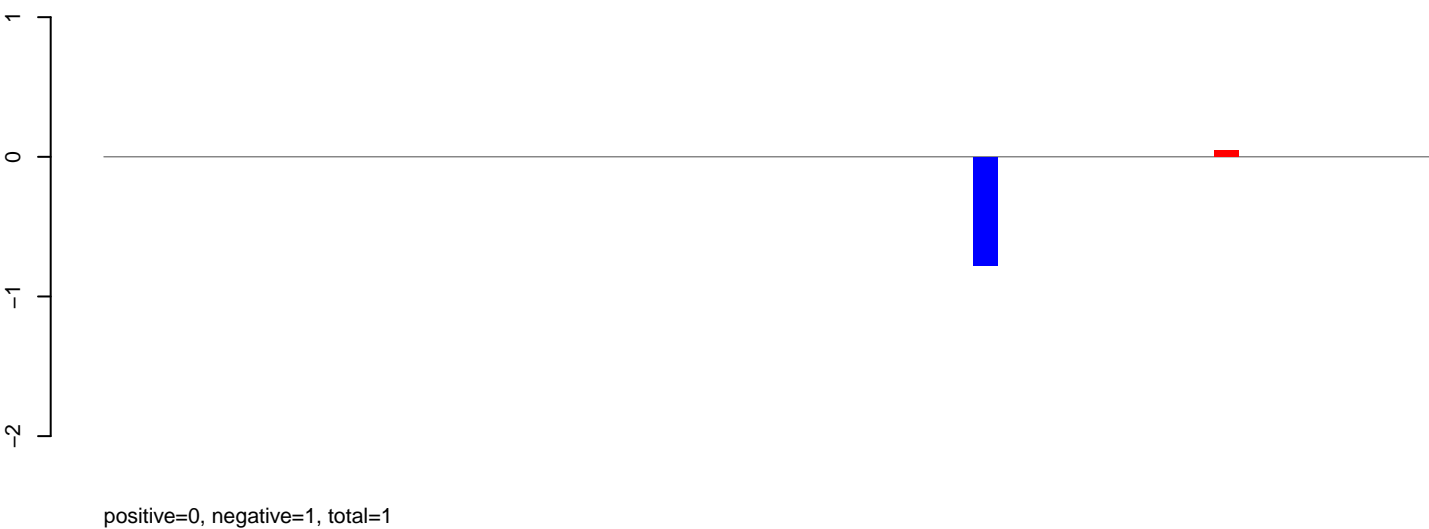 1
0
−1
−2
positive=0, negative=1, total=1